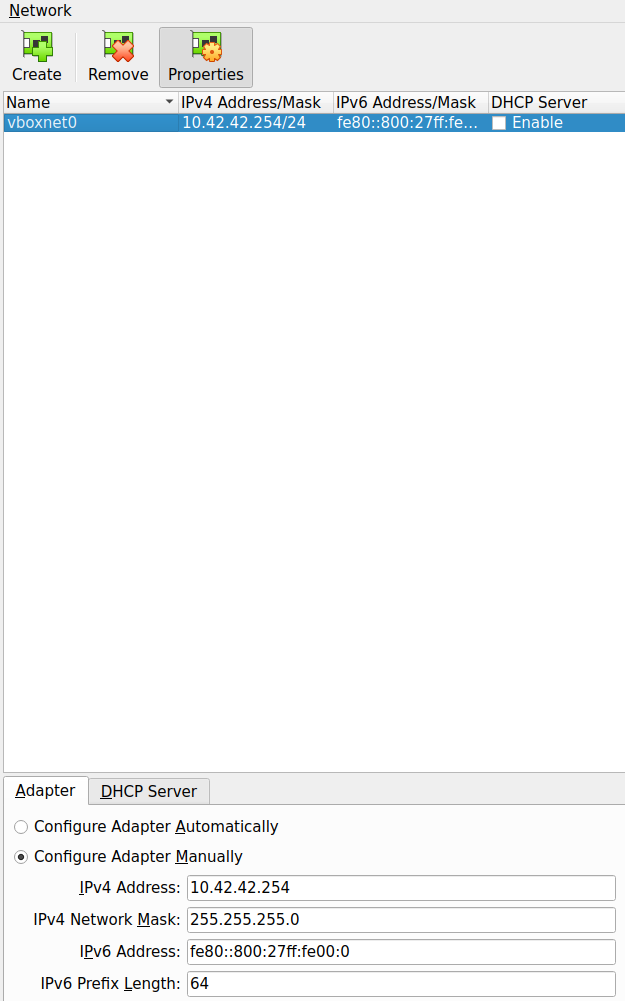 Network
Create Remove Properties
Name IPv4 Address/Mask IPv6 Address/Mask DHCP Server
vboxnet0 10.42.42.254/24 fe80::800:27ff:fe... Enable
Adapter DHCP Server
Configure Adapter Automatically
Configure Adapter Manually
IPv4 Address: 10.42.42.254
IPv4 Network Mask: 255.255.255.0
IPv6 Address: fe80::800:27ff:fe00:0
IPv6 Prefix Length: 64